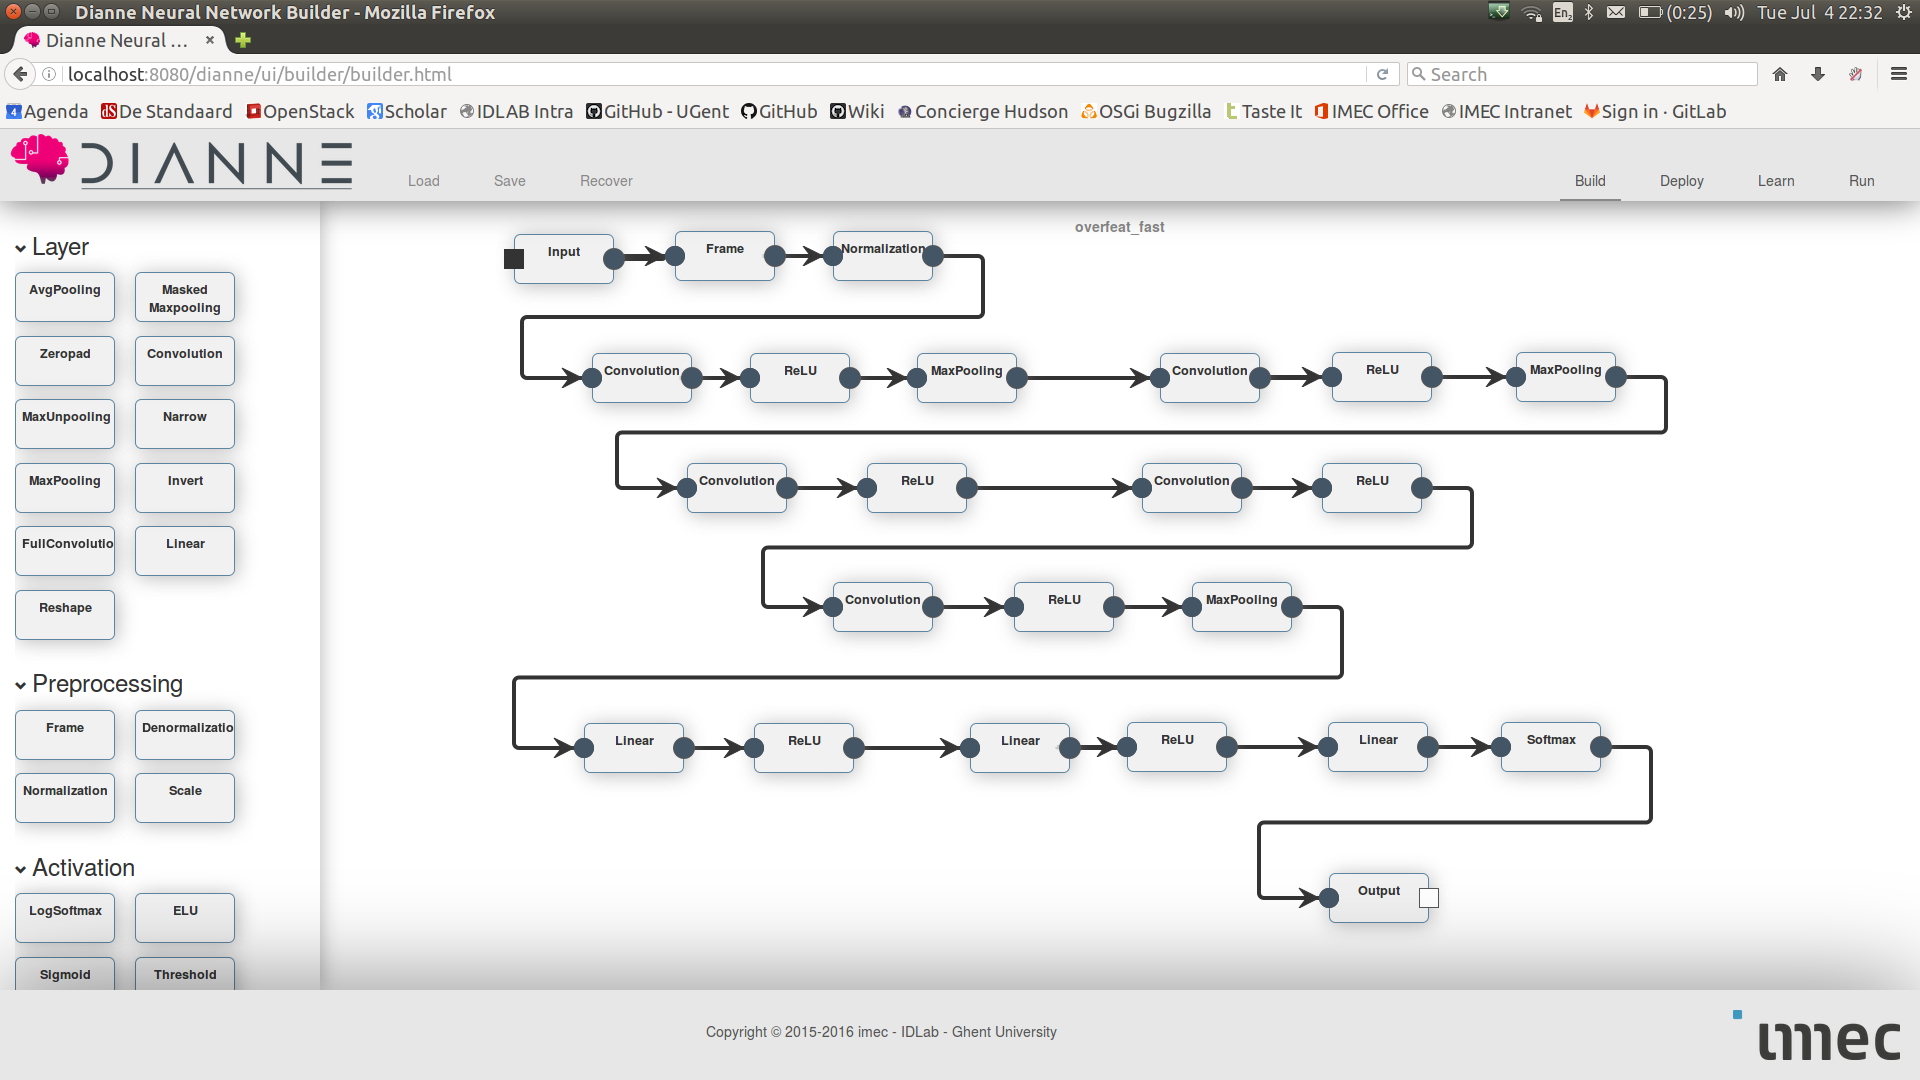 Dianne Neural Network Builder - Mozilla Firefox
En2 (0:25) Tue Jul 4 22:32
Dianne Neural ...
localhost:8080/dianne/ui/builder/builder.html
Search
4 Agenda dS De Standaard OpenStack Scholar IDLAB Intra GitHub - UGent GitHub Wiki Concierge Hudson OSGi Bugzilla t Taste It IMEC Office IMEC Intranet Sign in · GitLab
DIANNE
Load Save Recover
Build Deploy Learn Run
overfeat_fast
Layer
AvgPooling
Masked
Maxpooling
Zeropad
Convolution
MaxUnpooling
Narrow
MaxPooling
Invert
FullConvolutio
Linear
Reshape
Preprocessing
Frame
Denormalizatio
Normalization
Scale
Activation
LogSoftmax
ELU
Sigmoid
Threshold
Input Frame Normalization
Convolution ReLU MaxPooling Convolution ReLU MaxPooling
Convolution ReLU Convolution ReLU
Convolution ReLU MaxPooling
Linear ReLU Linear ReLU Linear Softmax
Output
Copyright © 2015-2016 imec - IDLab - Ghent University
imec